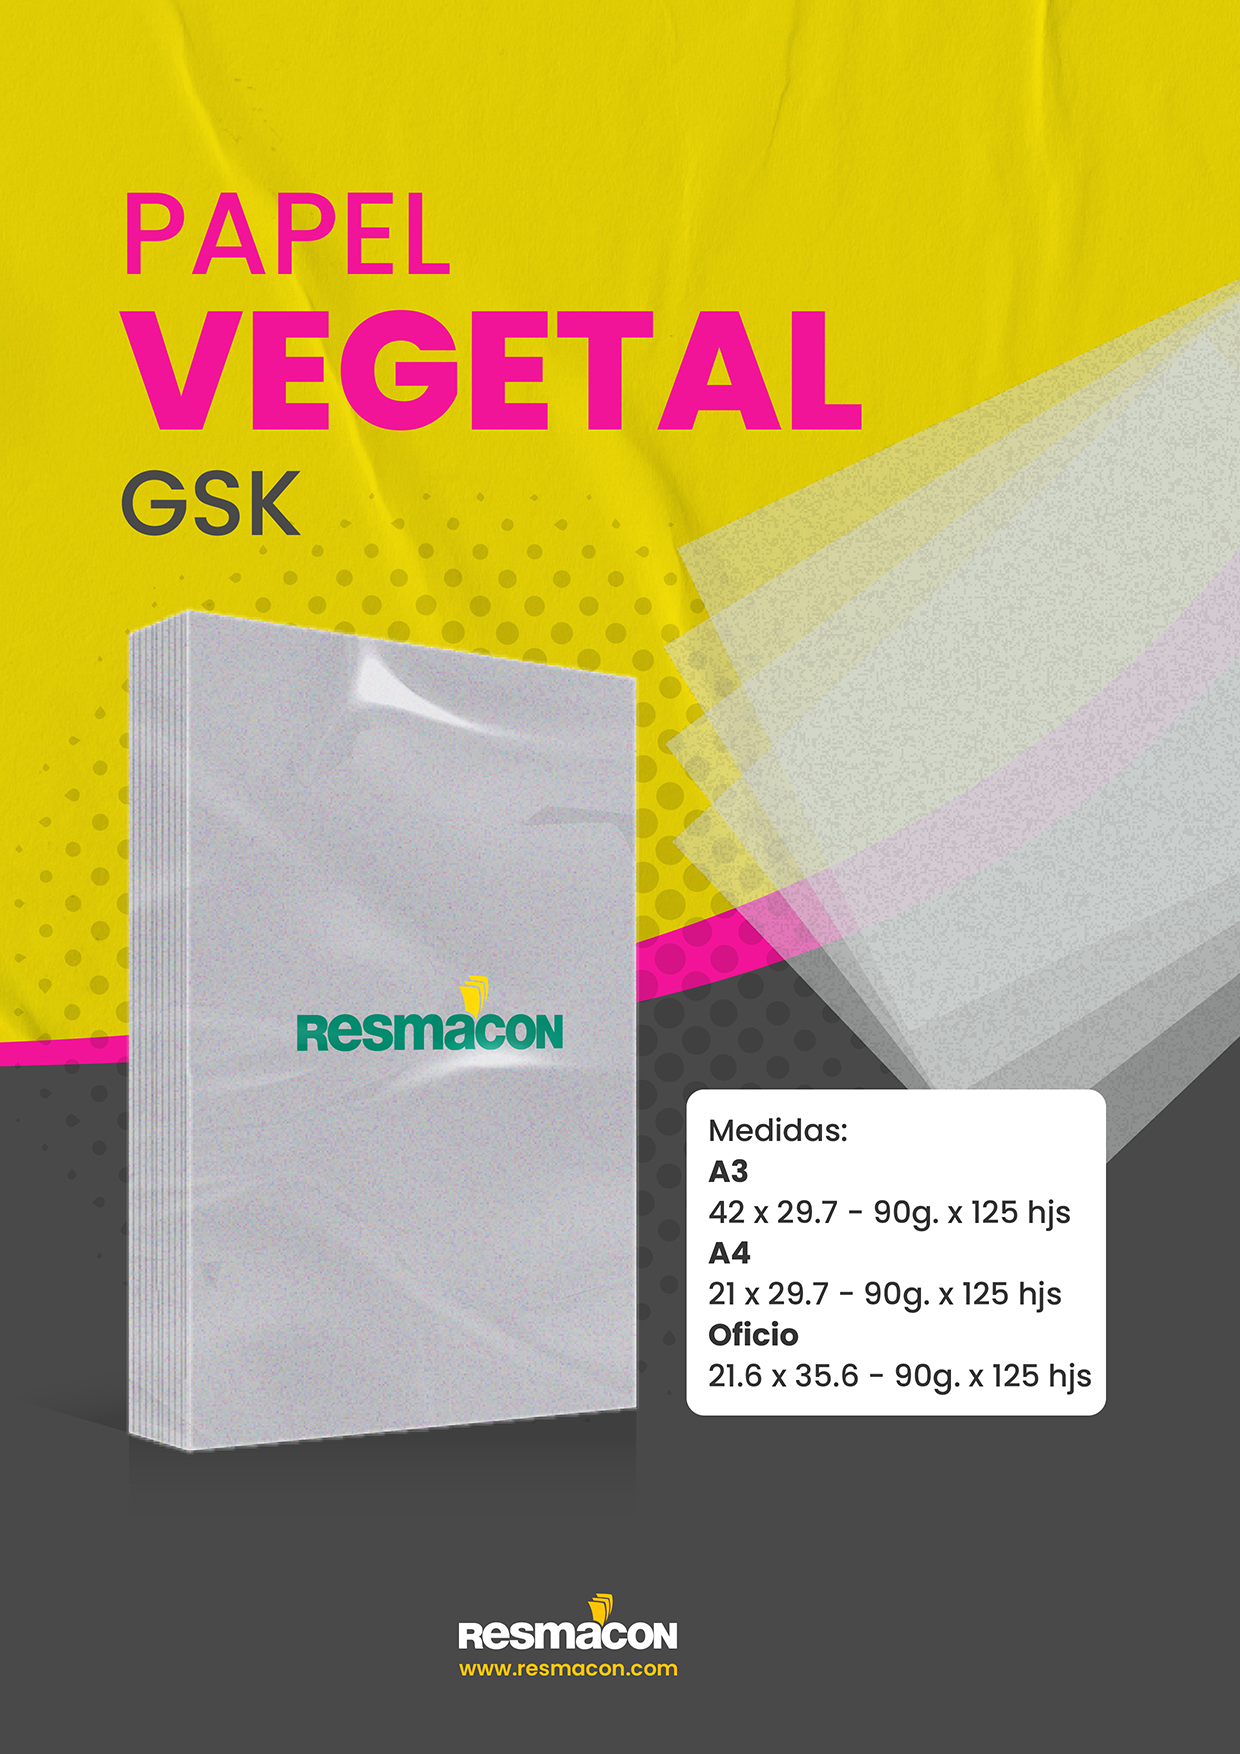 PAPEL
VEGETAL
GSK
Resmacon
Medidas:
A3
42 x 29.7 - 90g. x 125 hjs
A4
21 x 29.7 - 90g. x 125 hjs
Oficio
21.6 x 35.6 - 90g. x 125 hjs
Resmacon
www.resmacon.com